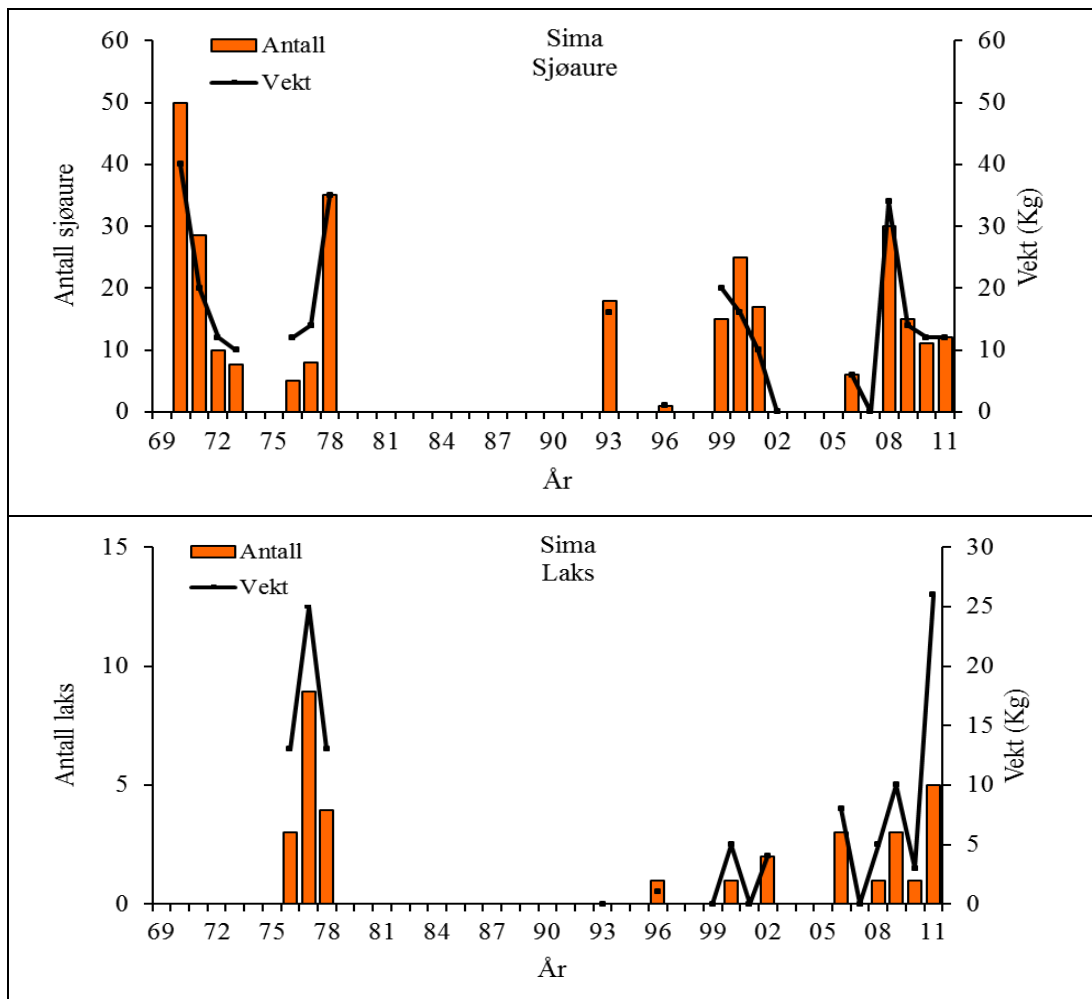 Sima
Sjøaure
Antall
Vekt
60 60
50 50
40 40
30 30
20 20
10 10
0 0
Antall sjøaure
Vekt (Kg)
69 72 75 78 81 84 87 90 93 96 99 02 05 08 11
År
Sima
Laks
Antall
Vekt
15 30
25
10 20
15
5 10
5
0 0
Antall laks
Vekt (Kg)
69 72 75 78 81 84 87 90 93 96 99 02 05 08 11
År